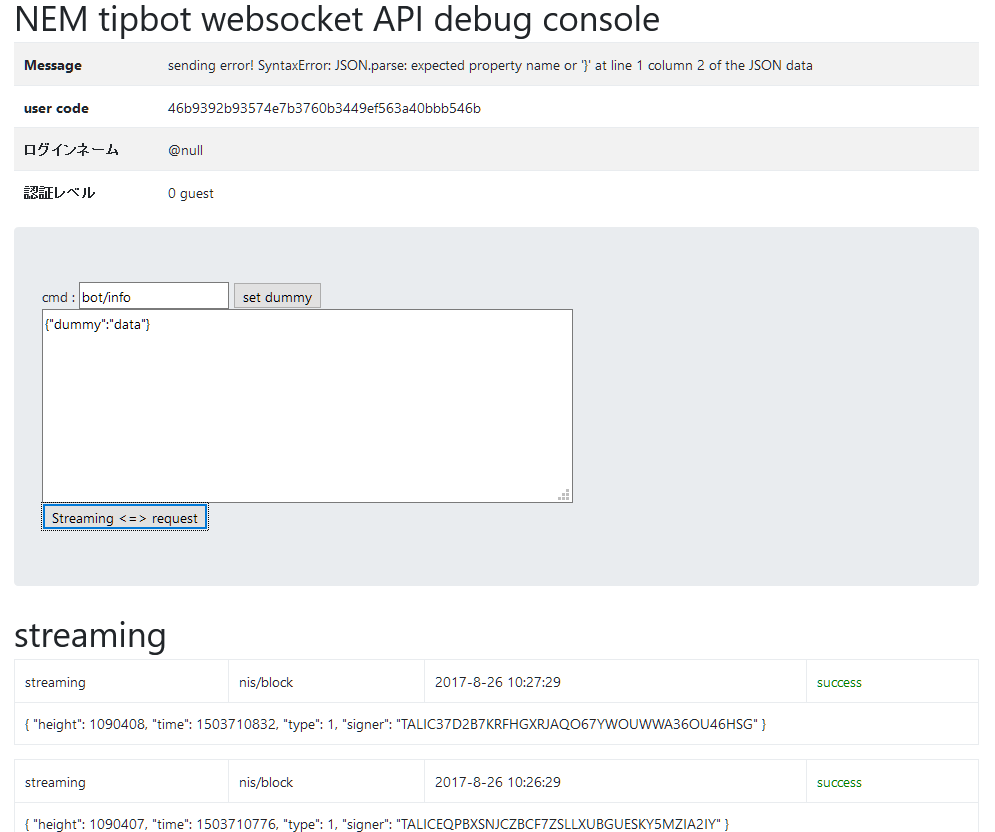 NEM tipbot websocket API debug console
Message sending error! SyntaxError: JSON.parse: expected property name or '}' at line 1 column 2 of the JSON data
user code 46b9392b93574e7b3760b3449ef563a40bbb546b
ログインネーム @null
認証レベル 0 guest
cmd : bot/info set dummy
{"dummy":"data"}
Streaming <=> request
streaming
streaming nis/block 2017-8-26 10:27:29 success
{ "height": 1090408, "time": 1503710832, "type": 1, "signer": "TALIC37D2B7KRFHGXRJAQO67YWOUWWA36OU46HSG" }
streaming nis/block 2017-8-26 10:26:29 success
{ "height": 1090407, "time": 1503710776, "type": 1, "signer": "TALICEQPBXSNJCZBCF7ZSLLXUBGUESKY5MZIA2IY" }